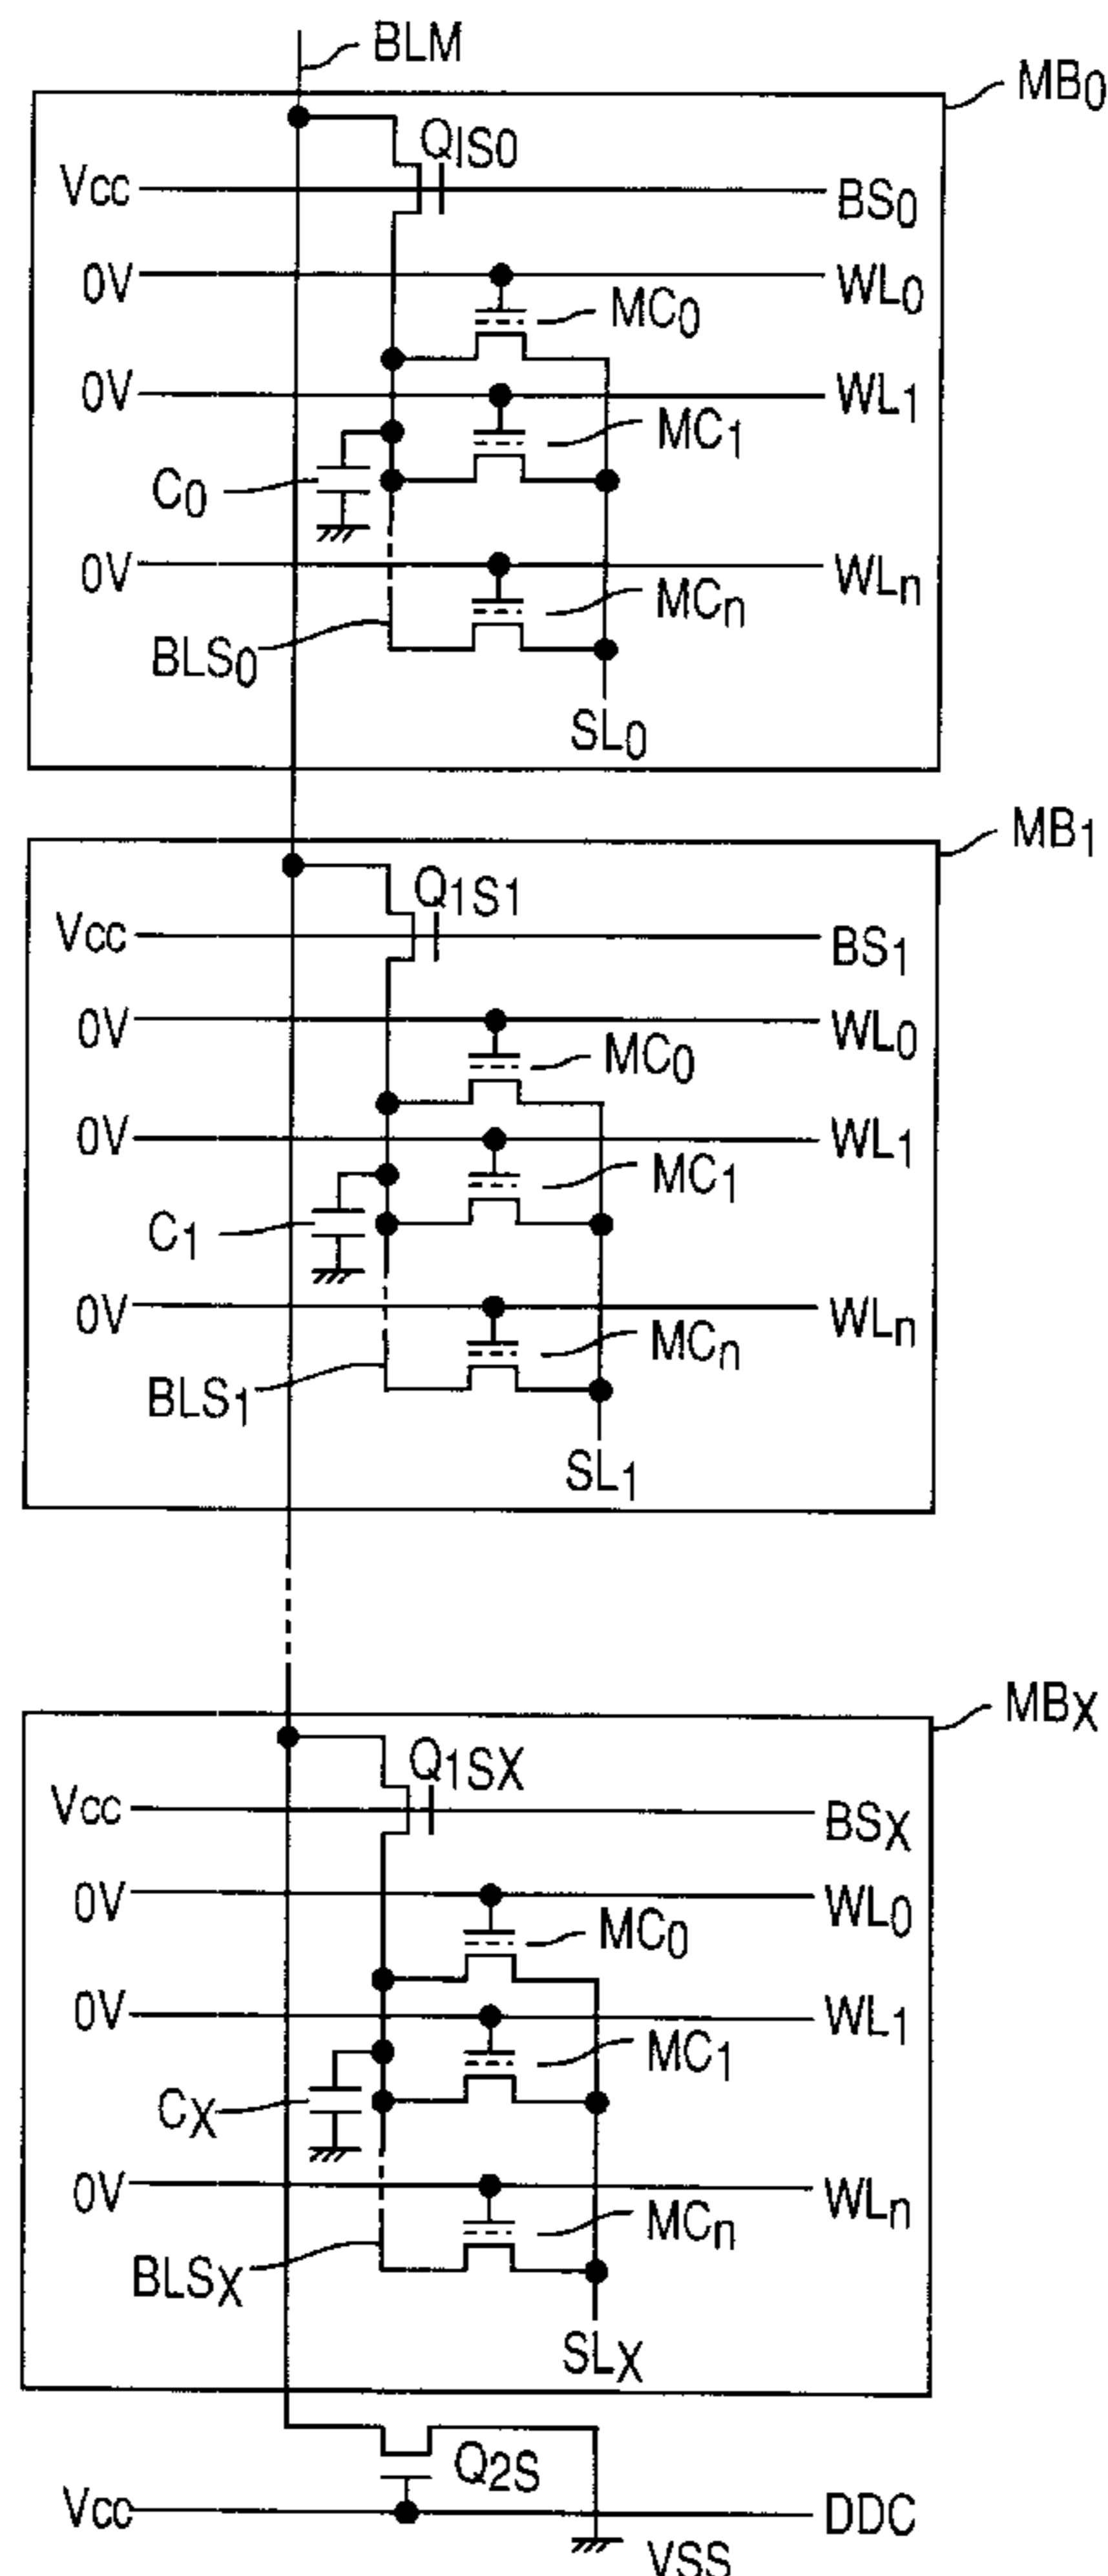 BLM
MB0
QIS0
Vcc BS0
0V WL0
MC0
0V WL1
MC1
C0
0V WLn
MCn
BLS0
SL0
MB1
Q1S1
Vcc BS1
0V WL0
MC0
0V WL1
MC1
C1
0V WLn
MCn
BLS1
SL1
MBX
Q1SX
Vcc BSX
0V WL0
MC0
0V WL1
MC1
CX
0V WLn
MCn
BLSX
SLX
Q2S
Vcc DDC
VSS